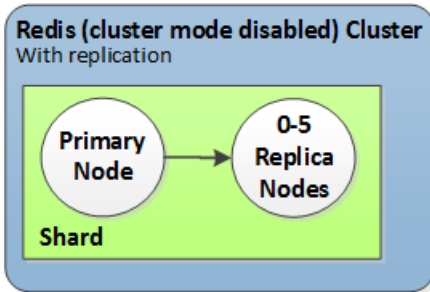 Redis (cluster mode disabled) Cluster
With replication
Primary
Node
0-5
Replica
Nodes
Shard